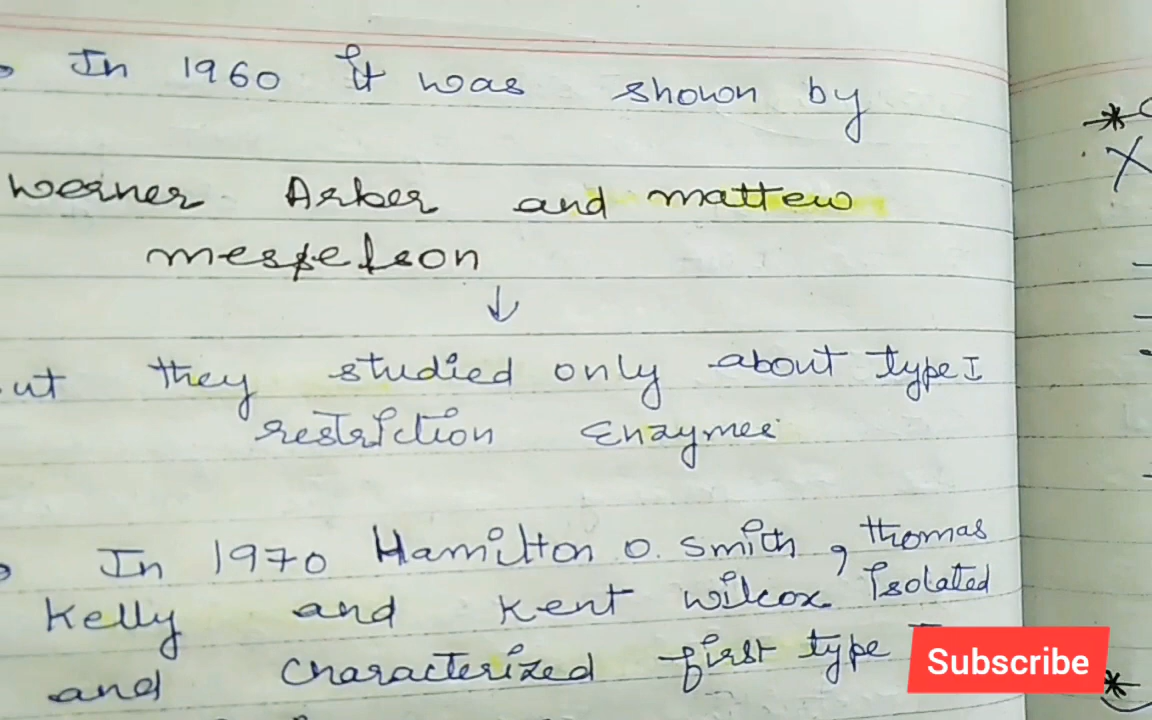 In 1960 It was shown by
Werner Arber and mattew
meselson
ut they studied only about type I
restriction Enzymes
In 1970 Hamilton O. Smith, thomas
Kelly and Kent wilcox Isolated
and characterized first type
Subscribe